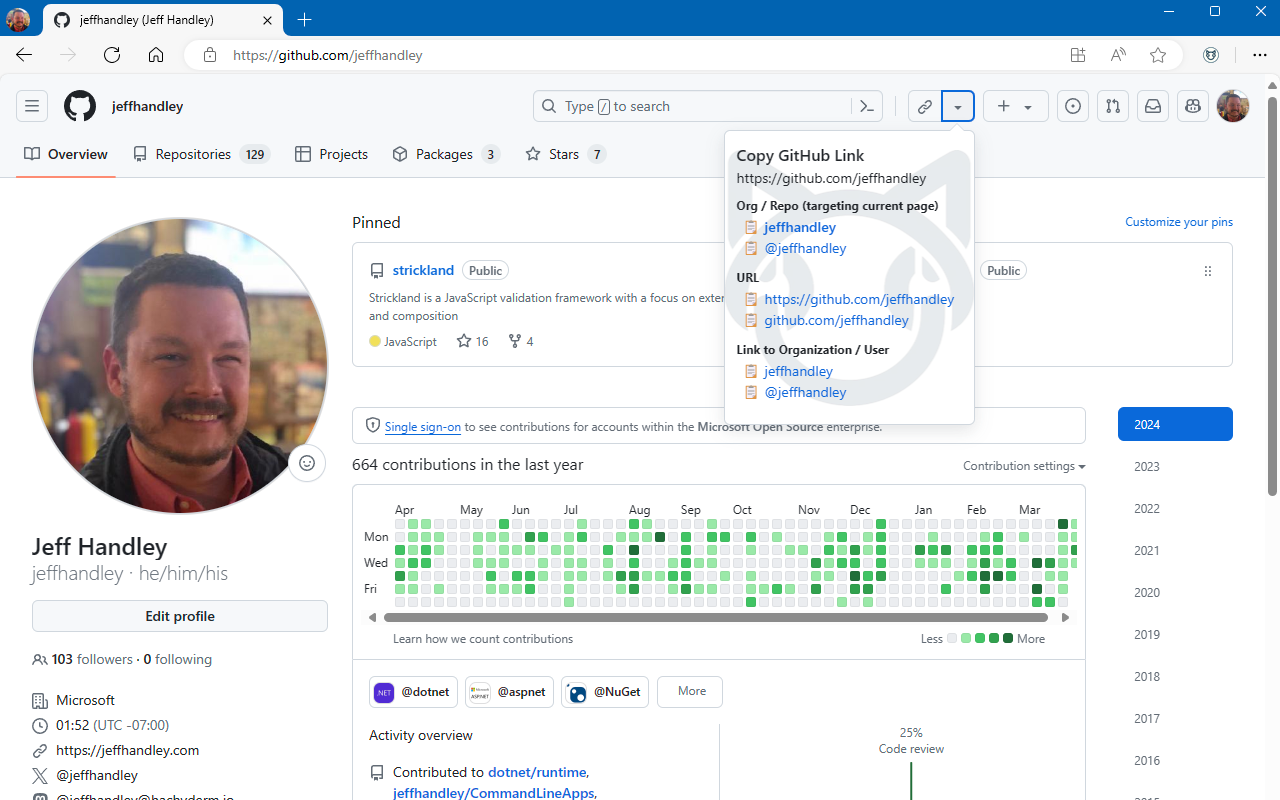 jeffhandley (Jeff Handley)
https://github.com/jeffhandley
jeffhandley
Type / to search
Overview
Repositories 129
Projects
Packages 3
Stars 7
Copy GitHub Link
https://github.com/jeffhandley
Org / Repo (targeting current page)
jeffhandley
@jeffhandley
URL
https://github.com/jeffhandley
github.com/jeffhandley
Link to Organization / User
jeffhandley
@jeffhandley
Pinned
Customize your pins
strickland Public
Strickland is a JavaScript validation framework with a focus on
and composition
JavaScript 16 4
Public
Single sign-on to see contributions for accounts within the Microsoft Open Source enterprise.
664 contributions in the last year
Contribution settings
Apr May Jun Jul Aug Sep Oct Nov Dec Jan Feb Mar
Mon
Wed
Fri
Learn how we count contributions
Less More
2024
2023
2022
2021
2020
2019
2018
2017
2016
Jeff Handley
jeffhandley · he/him/his
Edit profile
103 followers · 0 following
Microsoft
01:52 (UTC -07:00)
https://jeffhandley.com
@jeffhandley
@jeffhandley@hachyderm.io
NET @dotnet
ASP.NET @aspnet
@NuGet
More
Activity overview
Contributed to dotnet/runtime,
jeffhandley/CommandLineApps,
25%
Code review